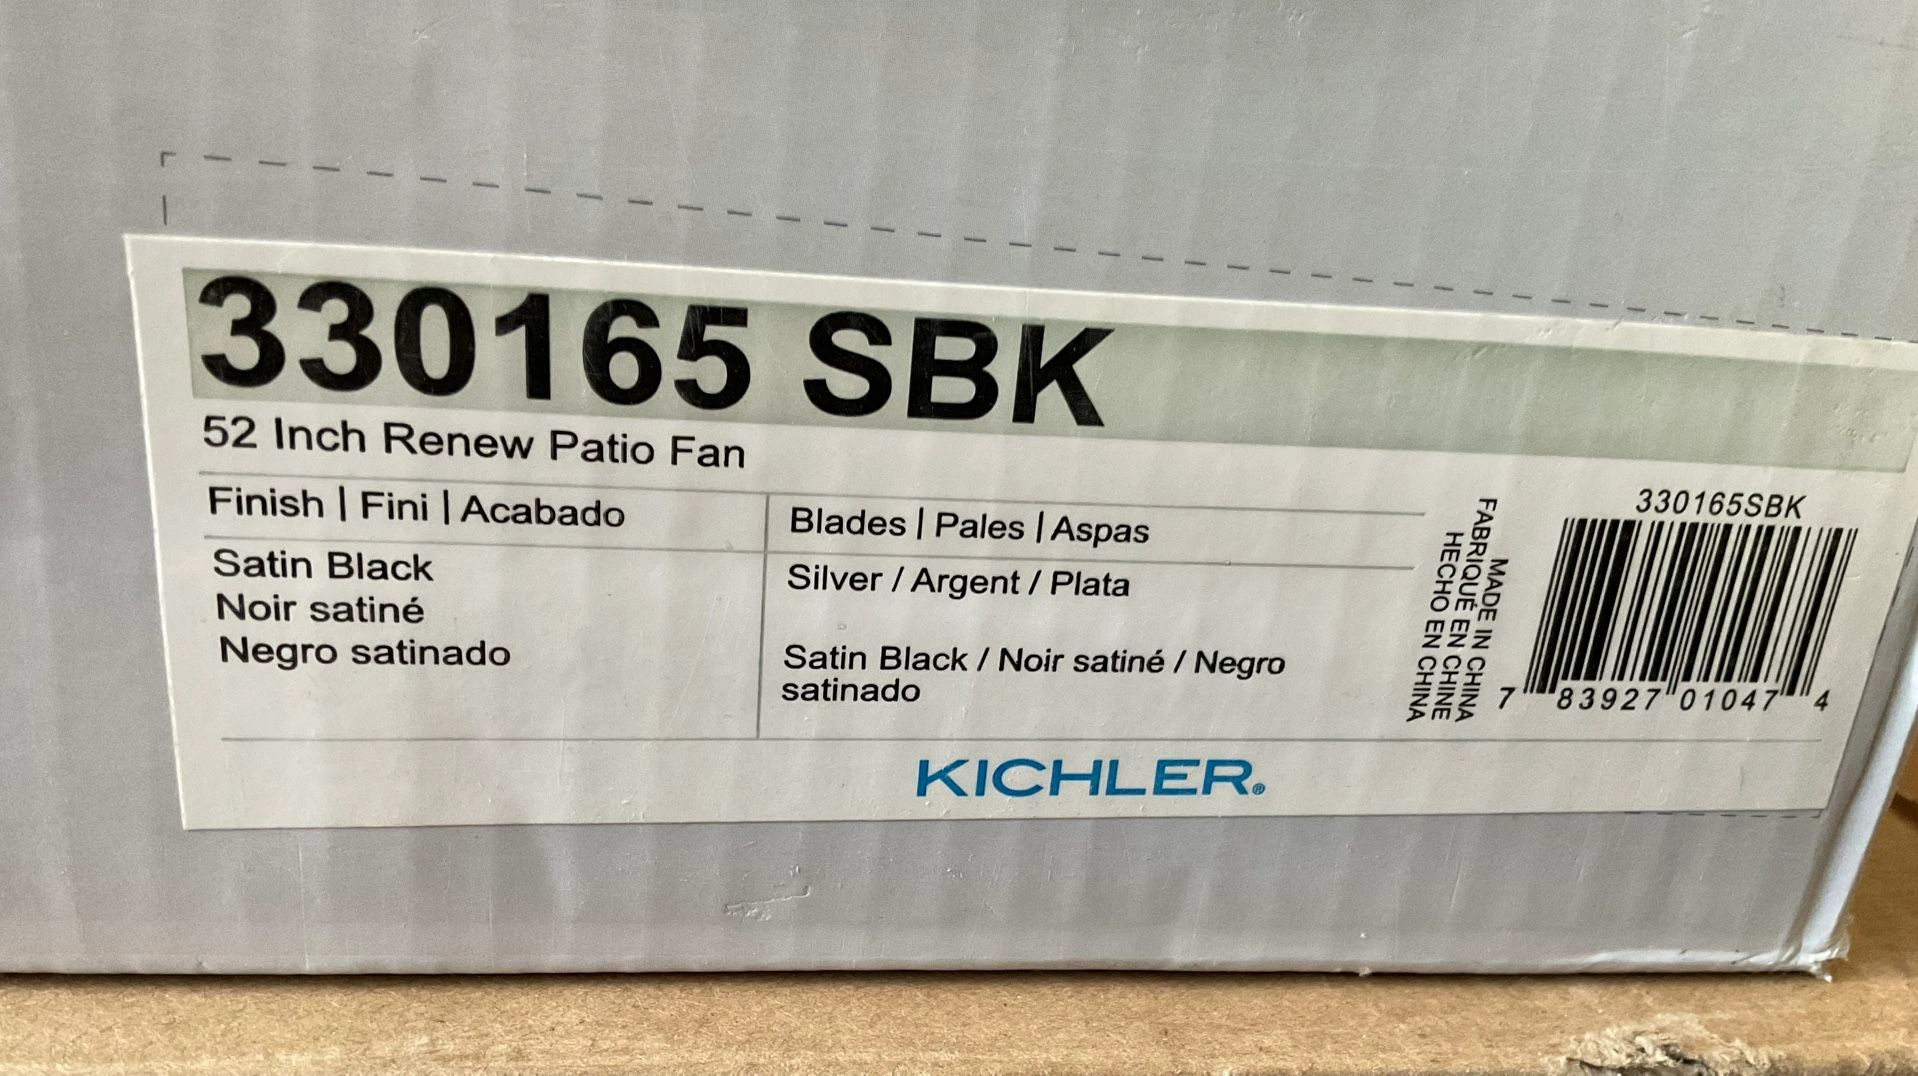 330165 SBK
52 Inch Renew Patio Fan
Finish | Fini | Acabado
Satin Black
Noir satiné
Negro satinado
Blades | Pales | Aspas
Silver / Argent / Plata
Satin Black / Noir satiné / Negro
satinado
MADE IN CHINA
FABRIQUÉ EN CHINE
HECHO EN CHINA
330165SBK
7 83927 01047 4
KICHLER®